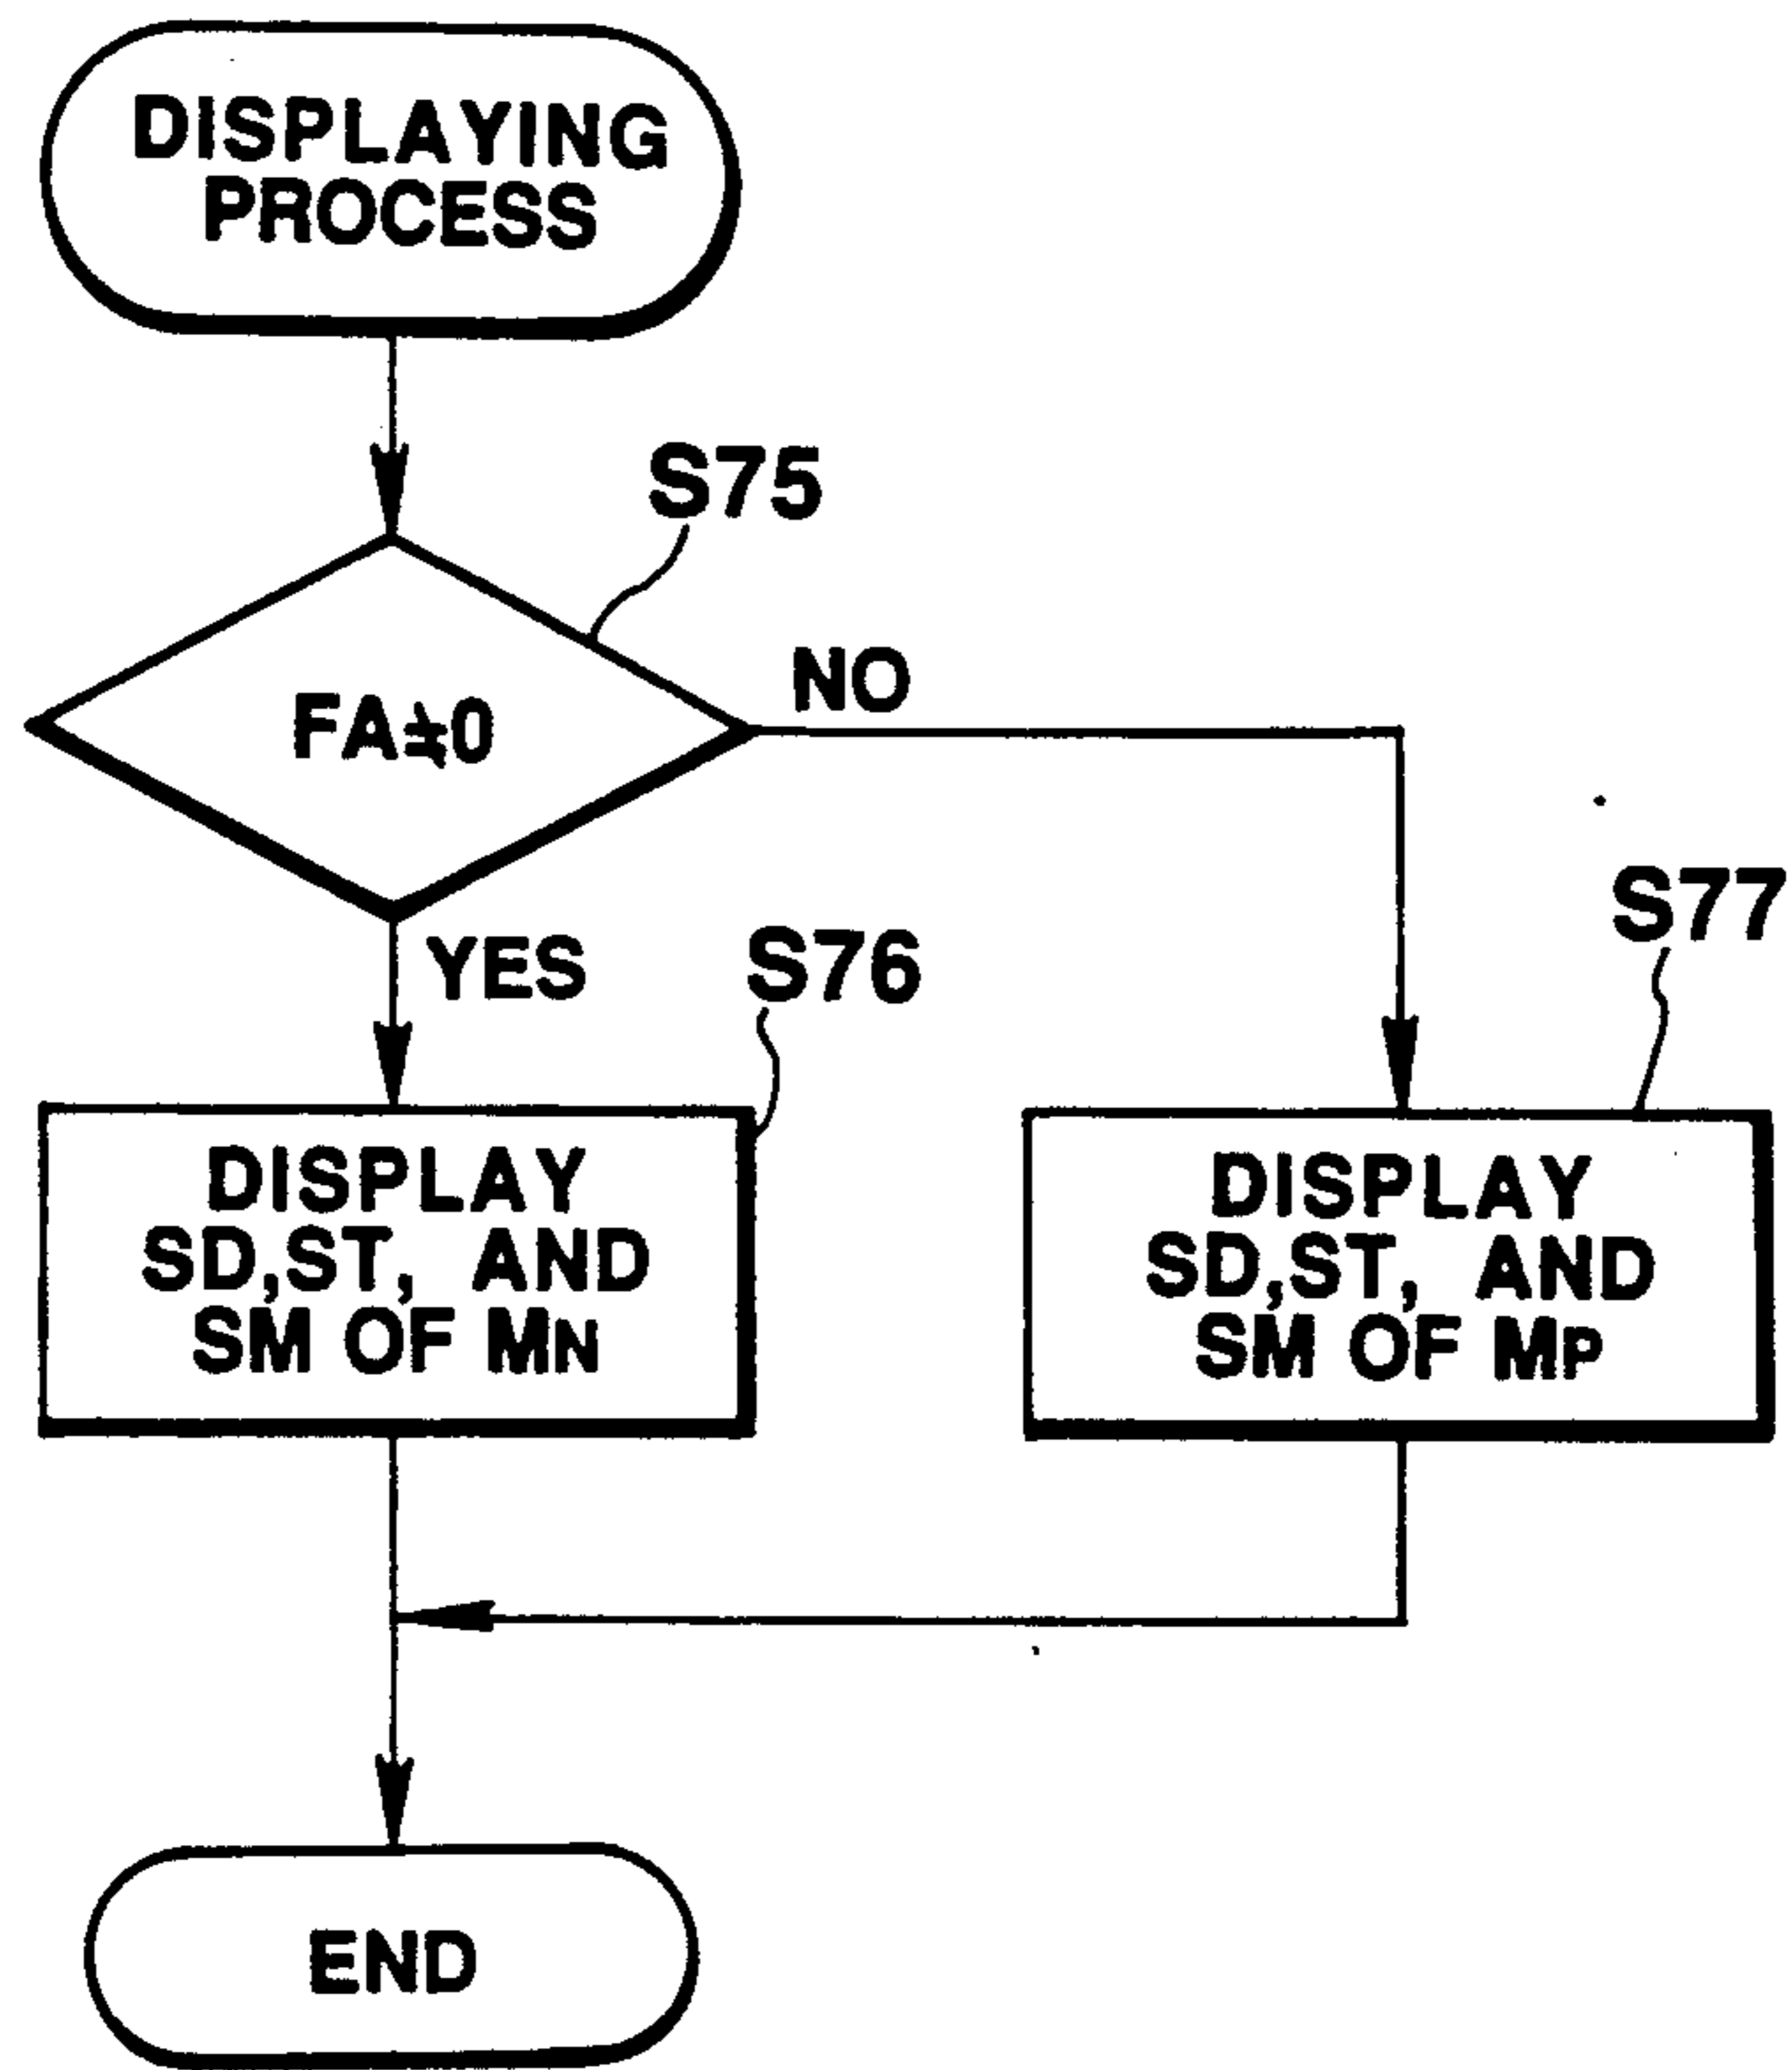 DISPLAYING
PROCESS
S75
FA≠0
NO
YES
S76
S77
DISPLAY
SD,ST, AND
SM OF MN
DISPLAY
SD,ST, AND
SM OF MP
END